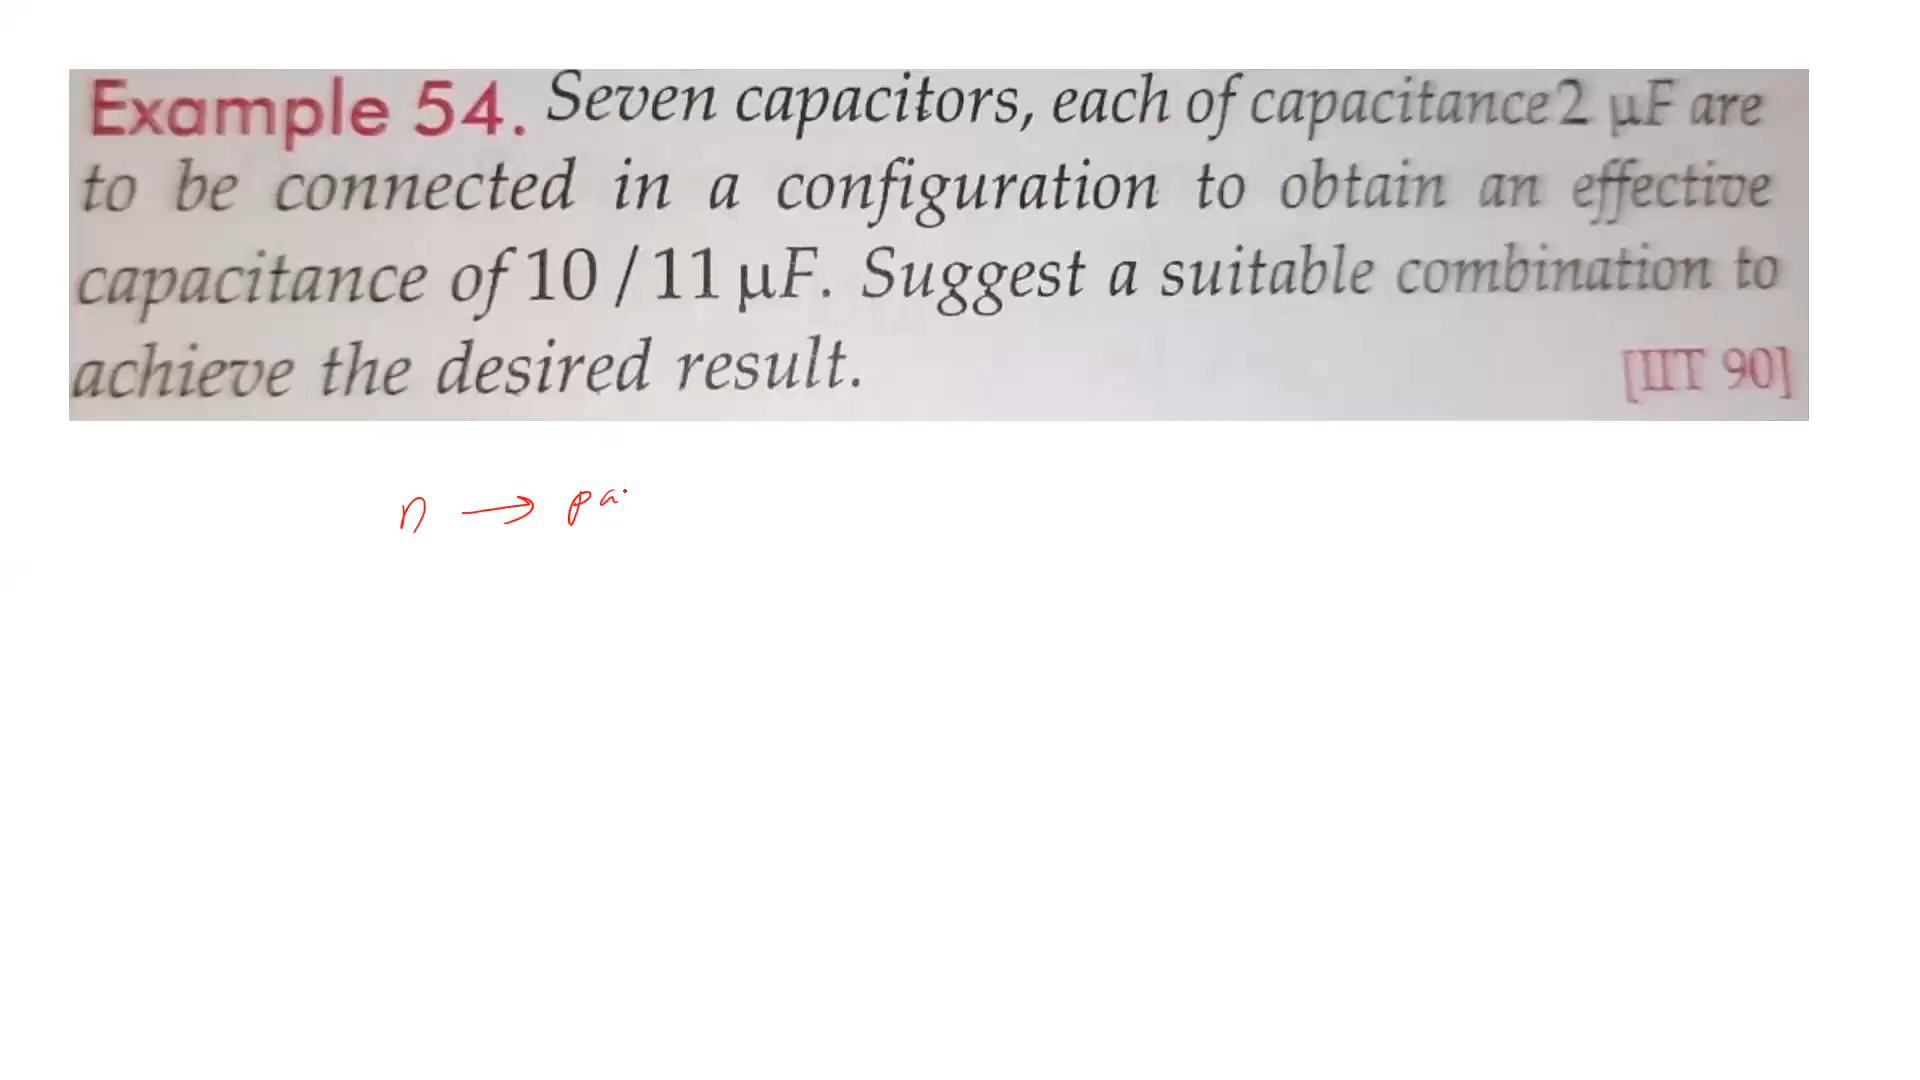 Example 54. Seven capacitors, each of capacitance 2 μF are
to be connected in a configuration to obtain an effective
capacitance of 10 / 11 μF. Suggest a suitable combination to
achieve the desired result. [IIT 90]
n → pa